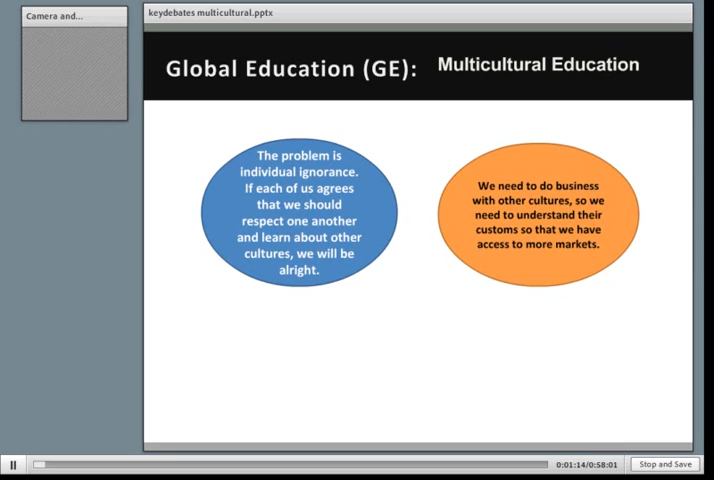 Camera and...
keydebates multicultural.pptx
Global Education (GE): Multicultural Education
The problem is
individual ignorance.
If each of us agrees
that we should
respect one another
and learn about other
cultures, we will be
alright.
We need to do business
with other cultures, so we
need to understand their
customs so that we have
access to more markets.
0:01:14/0:58:01
Stop and Save